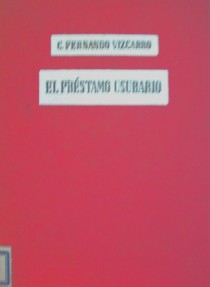 C. FERNANDO VIZCARRO
EL PRÉSTAMO USURARIO